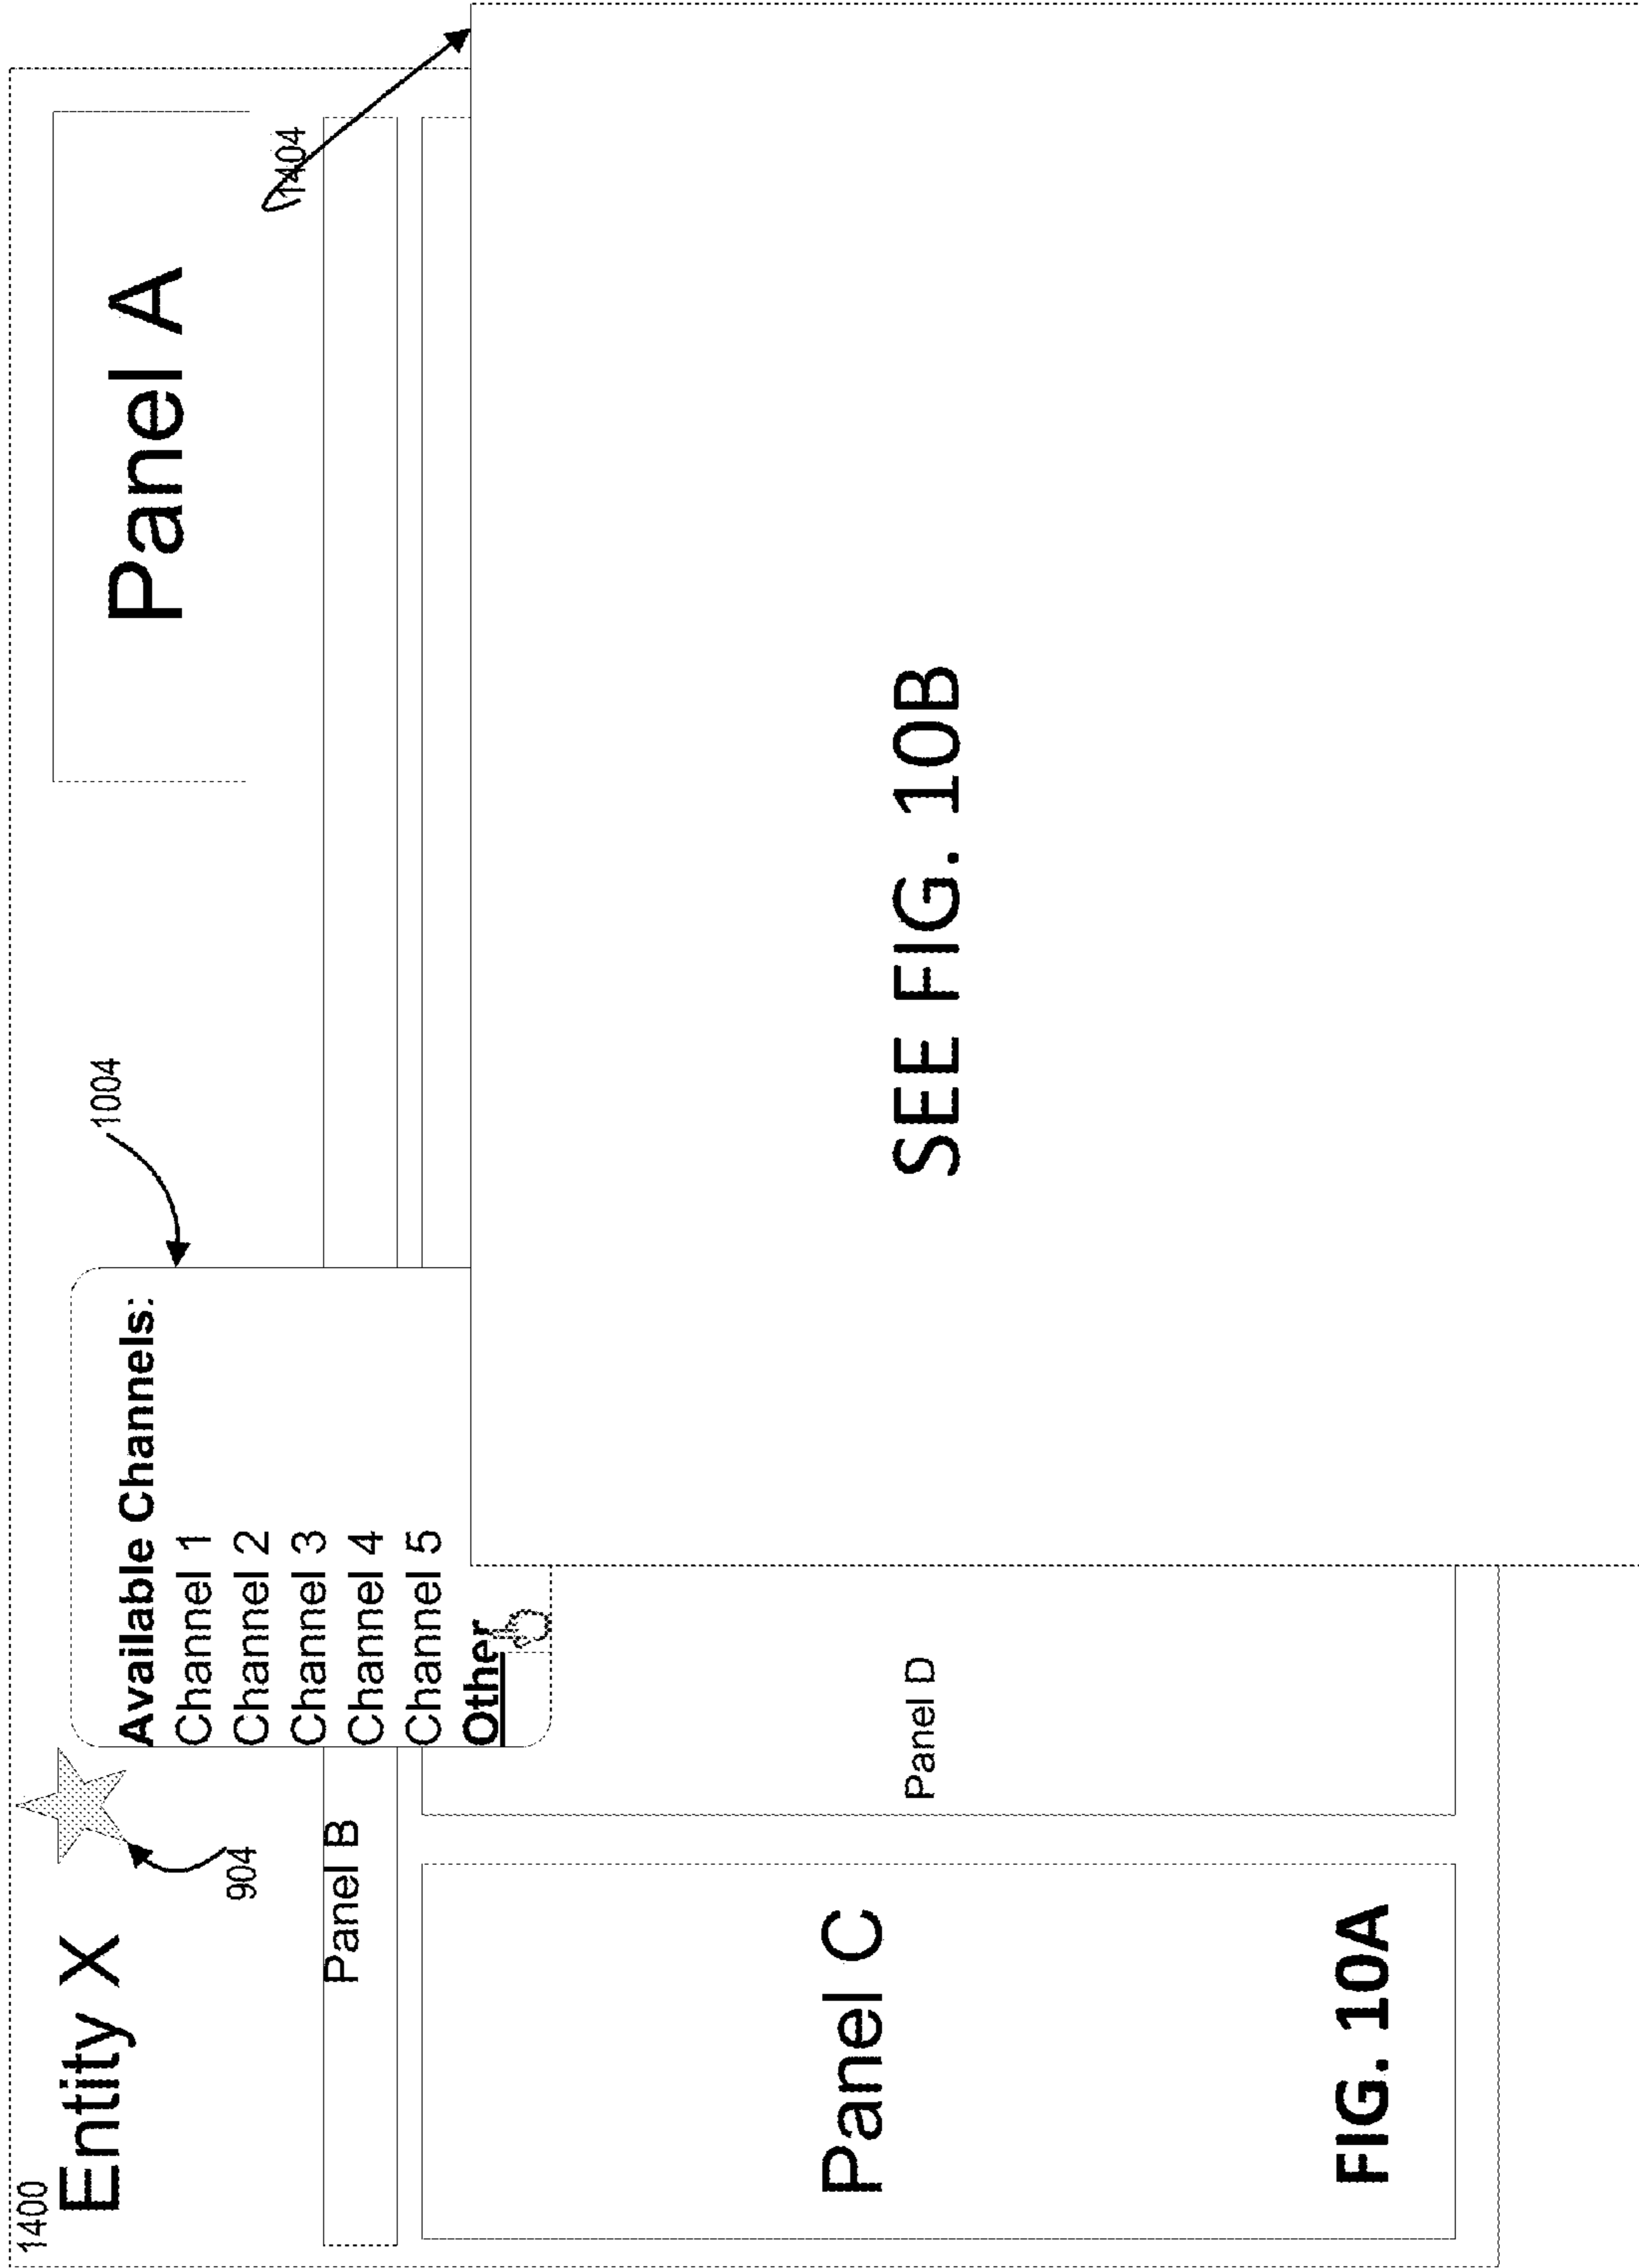 1400
Entity X
904
Available Channels:
Channel 1
Channel 2
Channel 3
Channel 4
Channel 5
Other
1004
Panel A
1404
Panel B
Panel C
Panel D
SEE FIG. 10B
FIG. 10A